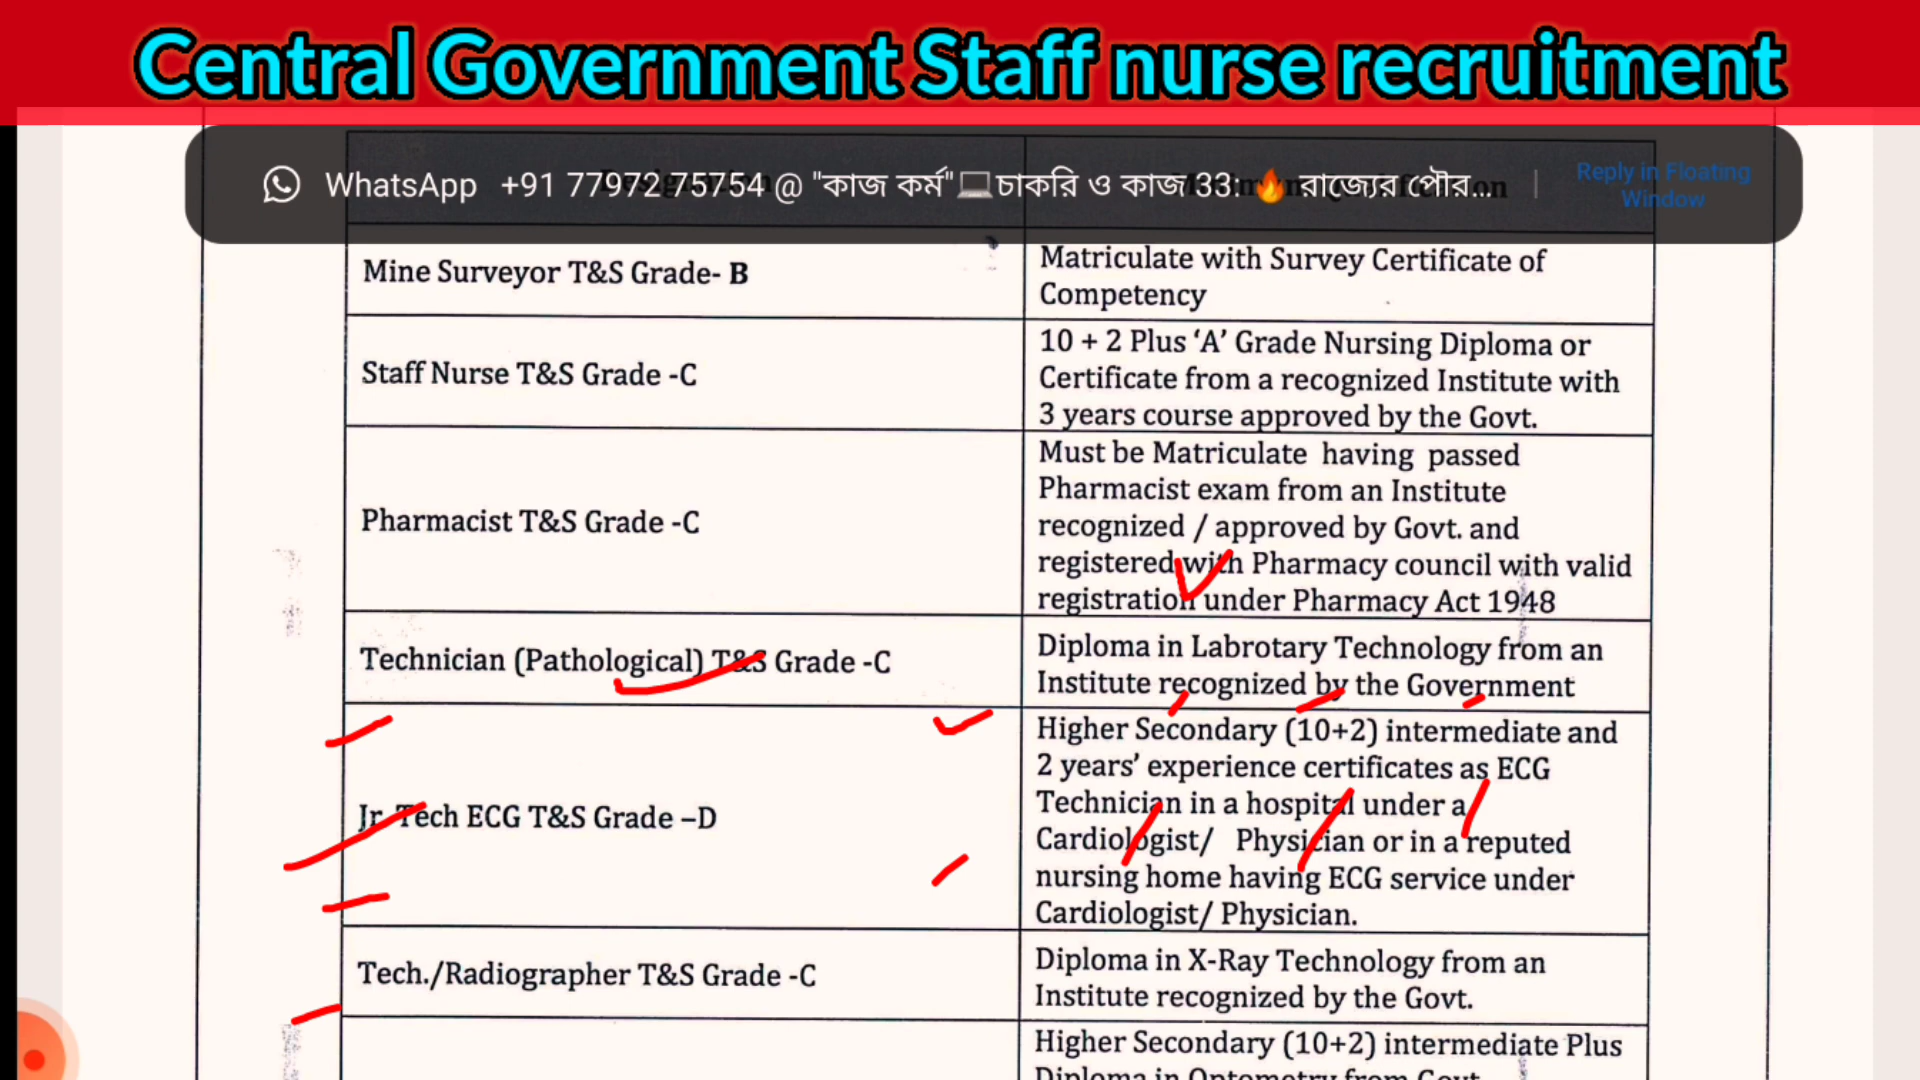 Central Government Staff nurse recruitment
WhatsApp +91 77972 75754 @ "কাজ কর্ম"💻চাকরি ও কাজ 33: 🔥 রাজ্যের পৌর...
Reply in Floating
Window
Mine Surveyor T&S Grade- B
Matriculate with Survey Certificate of
Competency
Staff Nurse T&S Grade -C
10 + 2 Plus ‘A’ Grade Nursing Diploma or
Certificate from a recognized Institute with
3 years course approved by the Govt.
Pharmacist T&S Grade -C
Must be Matriculate having passed
Pharmacist exam from an Institute
recognized / approved by Govt. and
registered with Pharmacy council with valid
registration under Pharmacy Act 1948
Technician (Pathological) T&S Grade -C
Diploma in Labrotary Technology from an
Institute recognized by the Government
Jr. Tech ECG T&S Grade –D
Higher Secondary (10+2) intermediate and
2 years’ experience certificates as ECG
Technician in a hospital under a
Cardiologist/ Physician or in a reputed
nursing home having ECG service under
Cardiologist/ Physician.
Tech./Radiographer T&S Grade -C
Diploma in X-Ray Technology from an
Institute recognized by the Govt.
Higher Secondary (10+2) intermediate Plus
Diploma in Optometry from Govt.